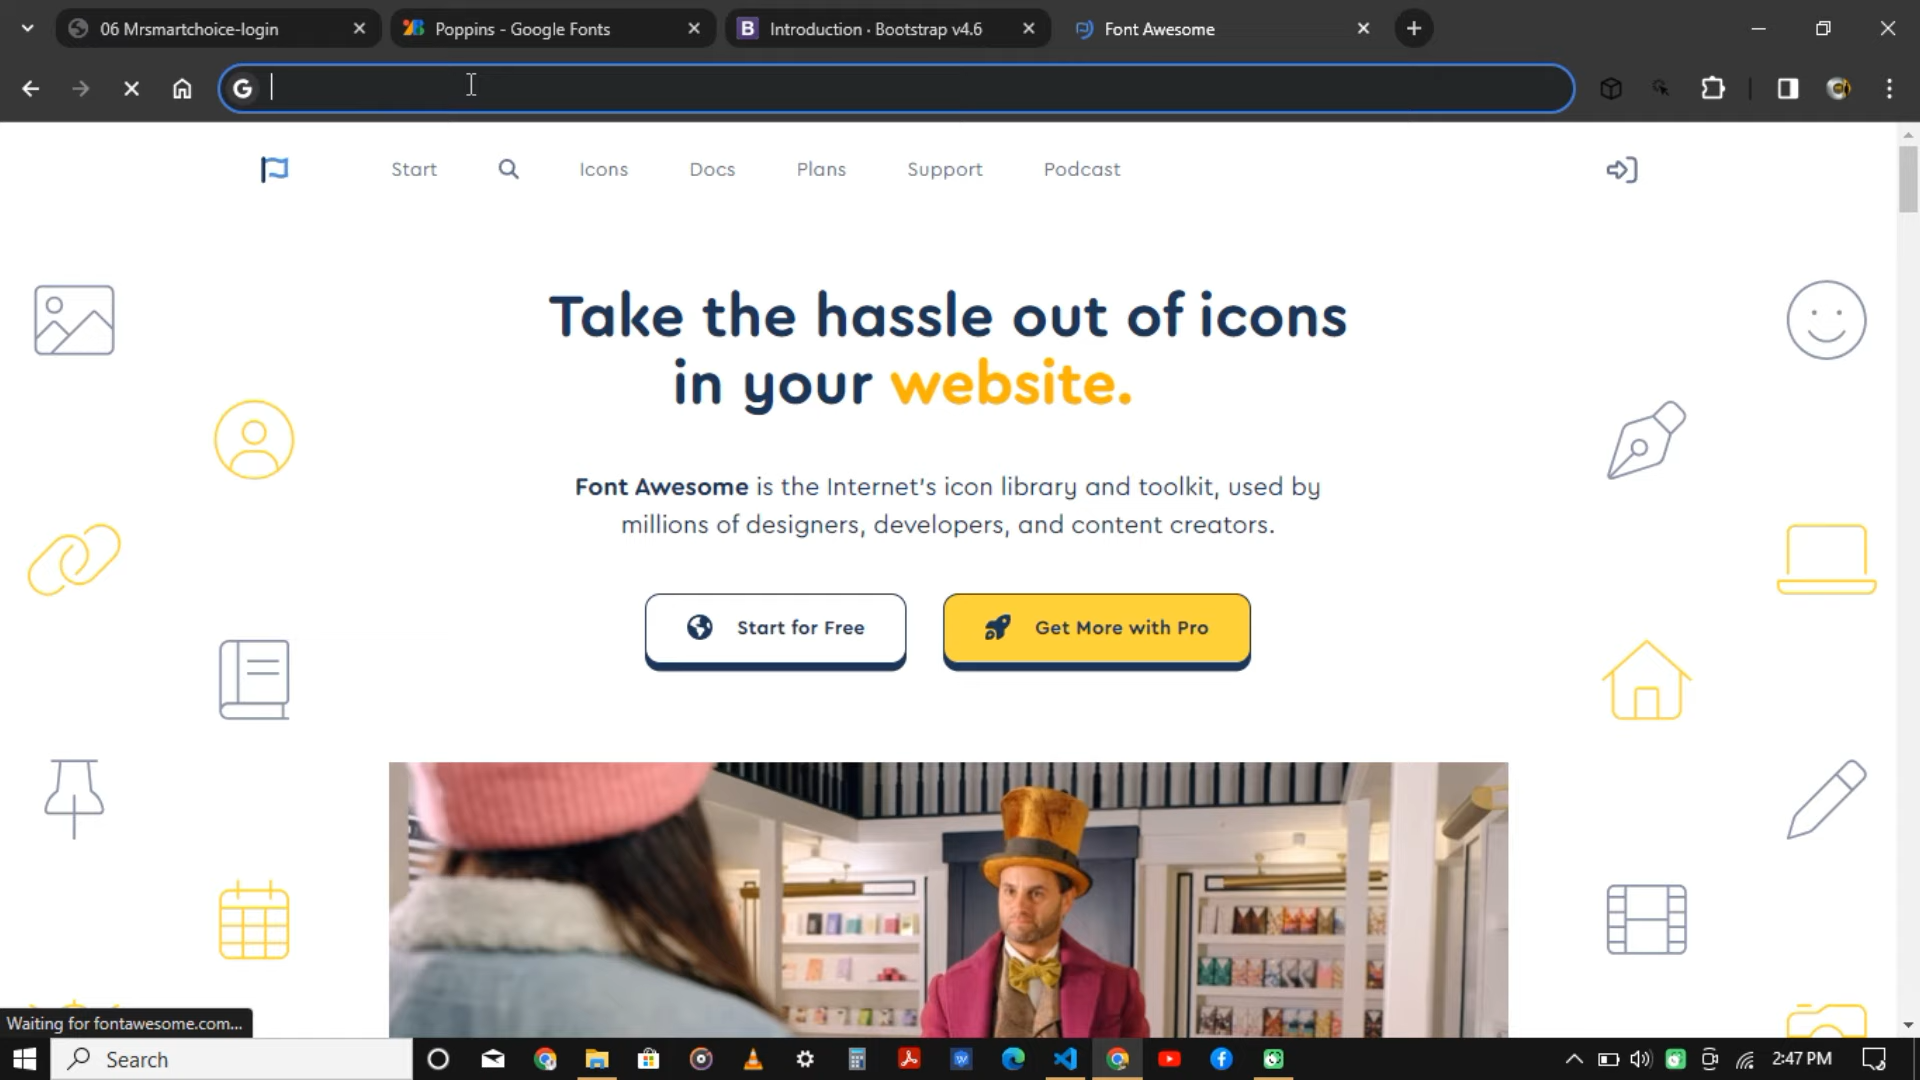 06 Mrsmartchoice-login
Poppins - Google Fonts
B Introduction · Bootstrap v4.6
Font Awesome
G
Start
Icons
Docs
Plans
Support
Podcast
Take the hassle out of icons
in your website.
Font Awesome is the Internet's icon library and toolkit, used by
millions of designers, developers, and content creators.
Start for Free
Get More with Pro
Waiting for fontawesome.com...
Search
2:47 PM